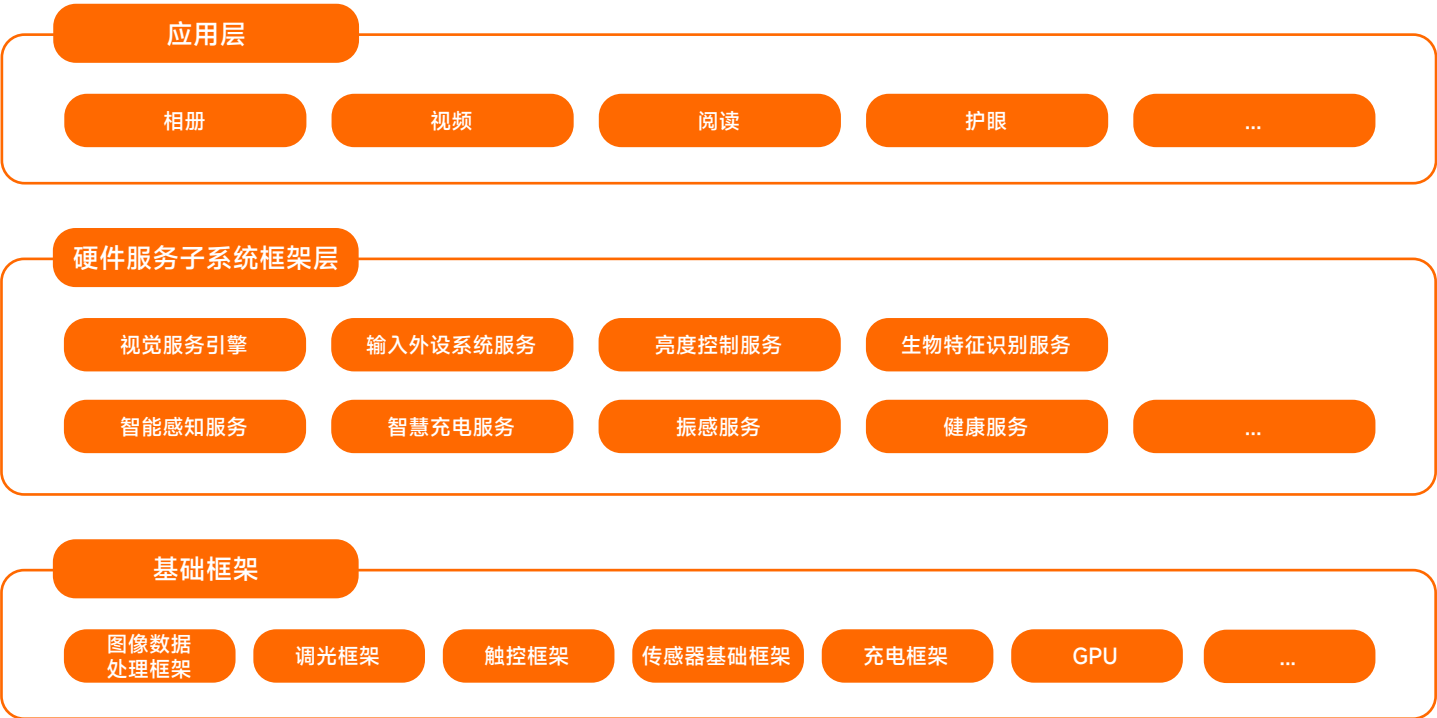 应用层
相册
视频
阅读
护眼
...
硬件服务子系统框架层
视觉服务引擎
输入外设系统服务
亮度控制服务
生物特征识别服务
智能感知服务
智慧充电服务
振感服务
健康服务
...
基础框架
图像数据
处理框架
调光框架
触控框架
传感器基础框架
充电框架
GPU
...